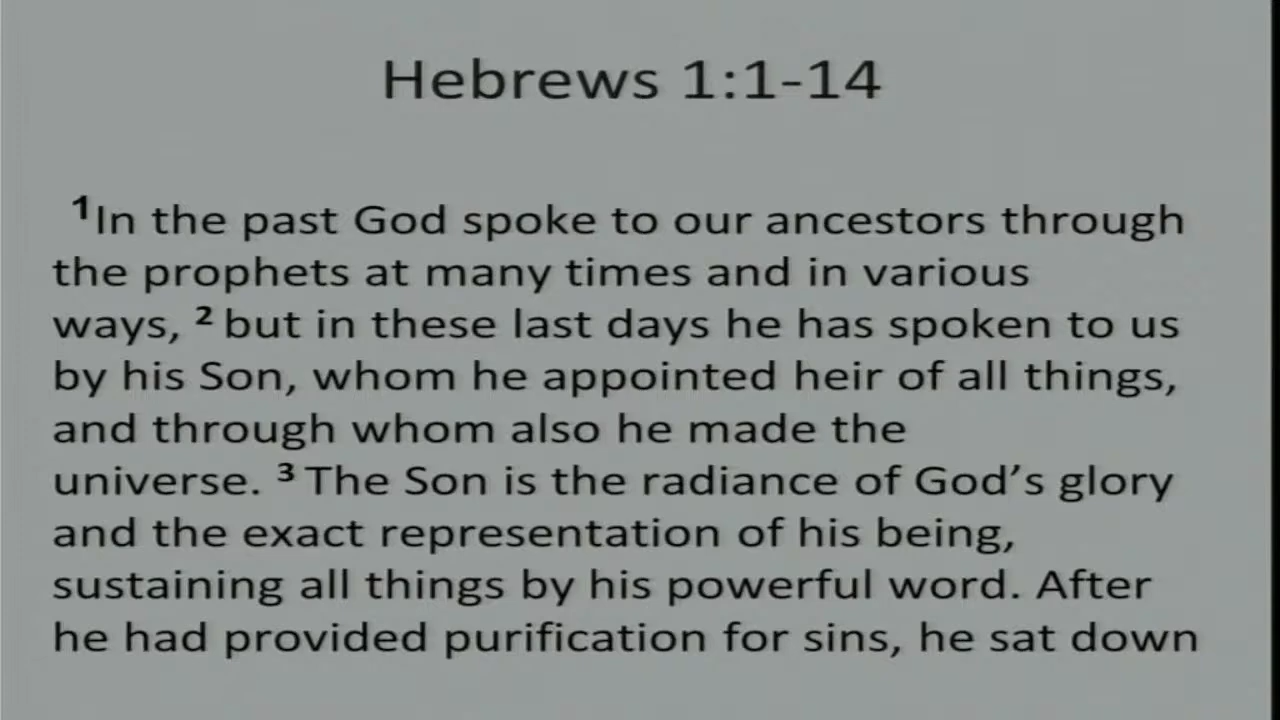 Hebrews 1:1-14
¹In the past God spoke to our ancestors through
the prophets at many times and in various
ways, ² but in these last days he has spoken to us
by his Son, whom he appointed heir of all things,
and through whom also he made the
universe. ³ The Son is the radiance of God’s glory
and the exact representation of his being,
sustaining all things by his powerful word. After
he had provided purification for sins, he sat down